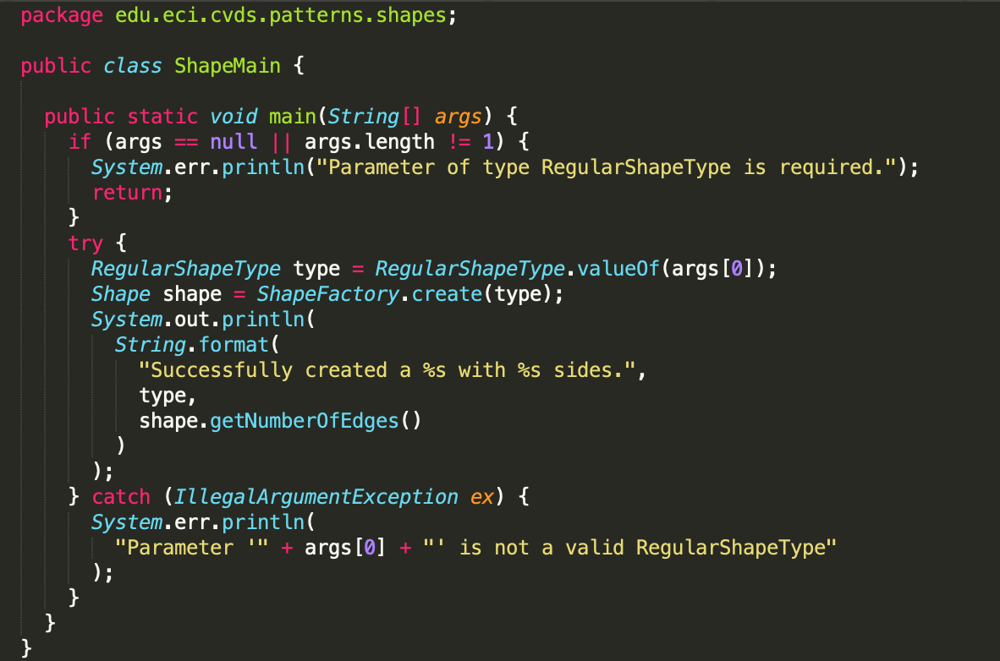 package edu.eci.cvds.patterns.shapes;

public class ShapeMain {

  public static void main(String[] args) {
    if (args == null || args.length != 1) {
      System.err.println("Parameter of type RegularShapeType is required.");
      return;
    }
    try {
      RegularShapeType type = RegularShapeType.valueOf(args[0]);
      Shape shape = ShapeFactory.create(type);
      System.out.println(
        String.format(
          "Successfully created a %s with %s sides.",
          type,
          shape.getNumberOfEdges()
        )
      );
    } catch (IllegalArgumentException ex) {
      System.err.println(
        "Parameter '" + args[0] + "' is not a valid RegularShapeType"
      );
    }
  }
}